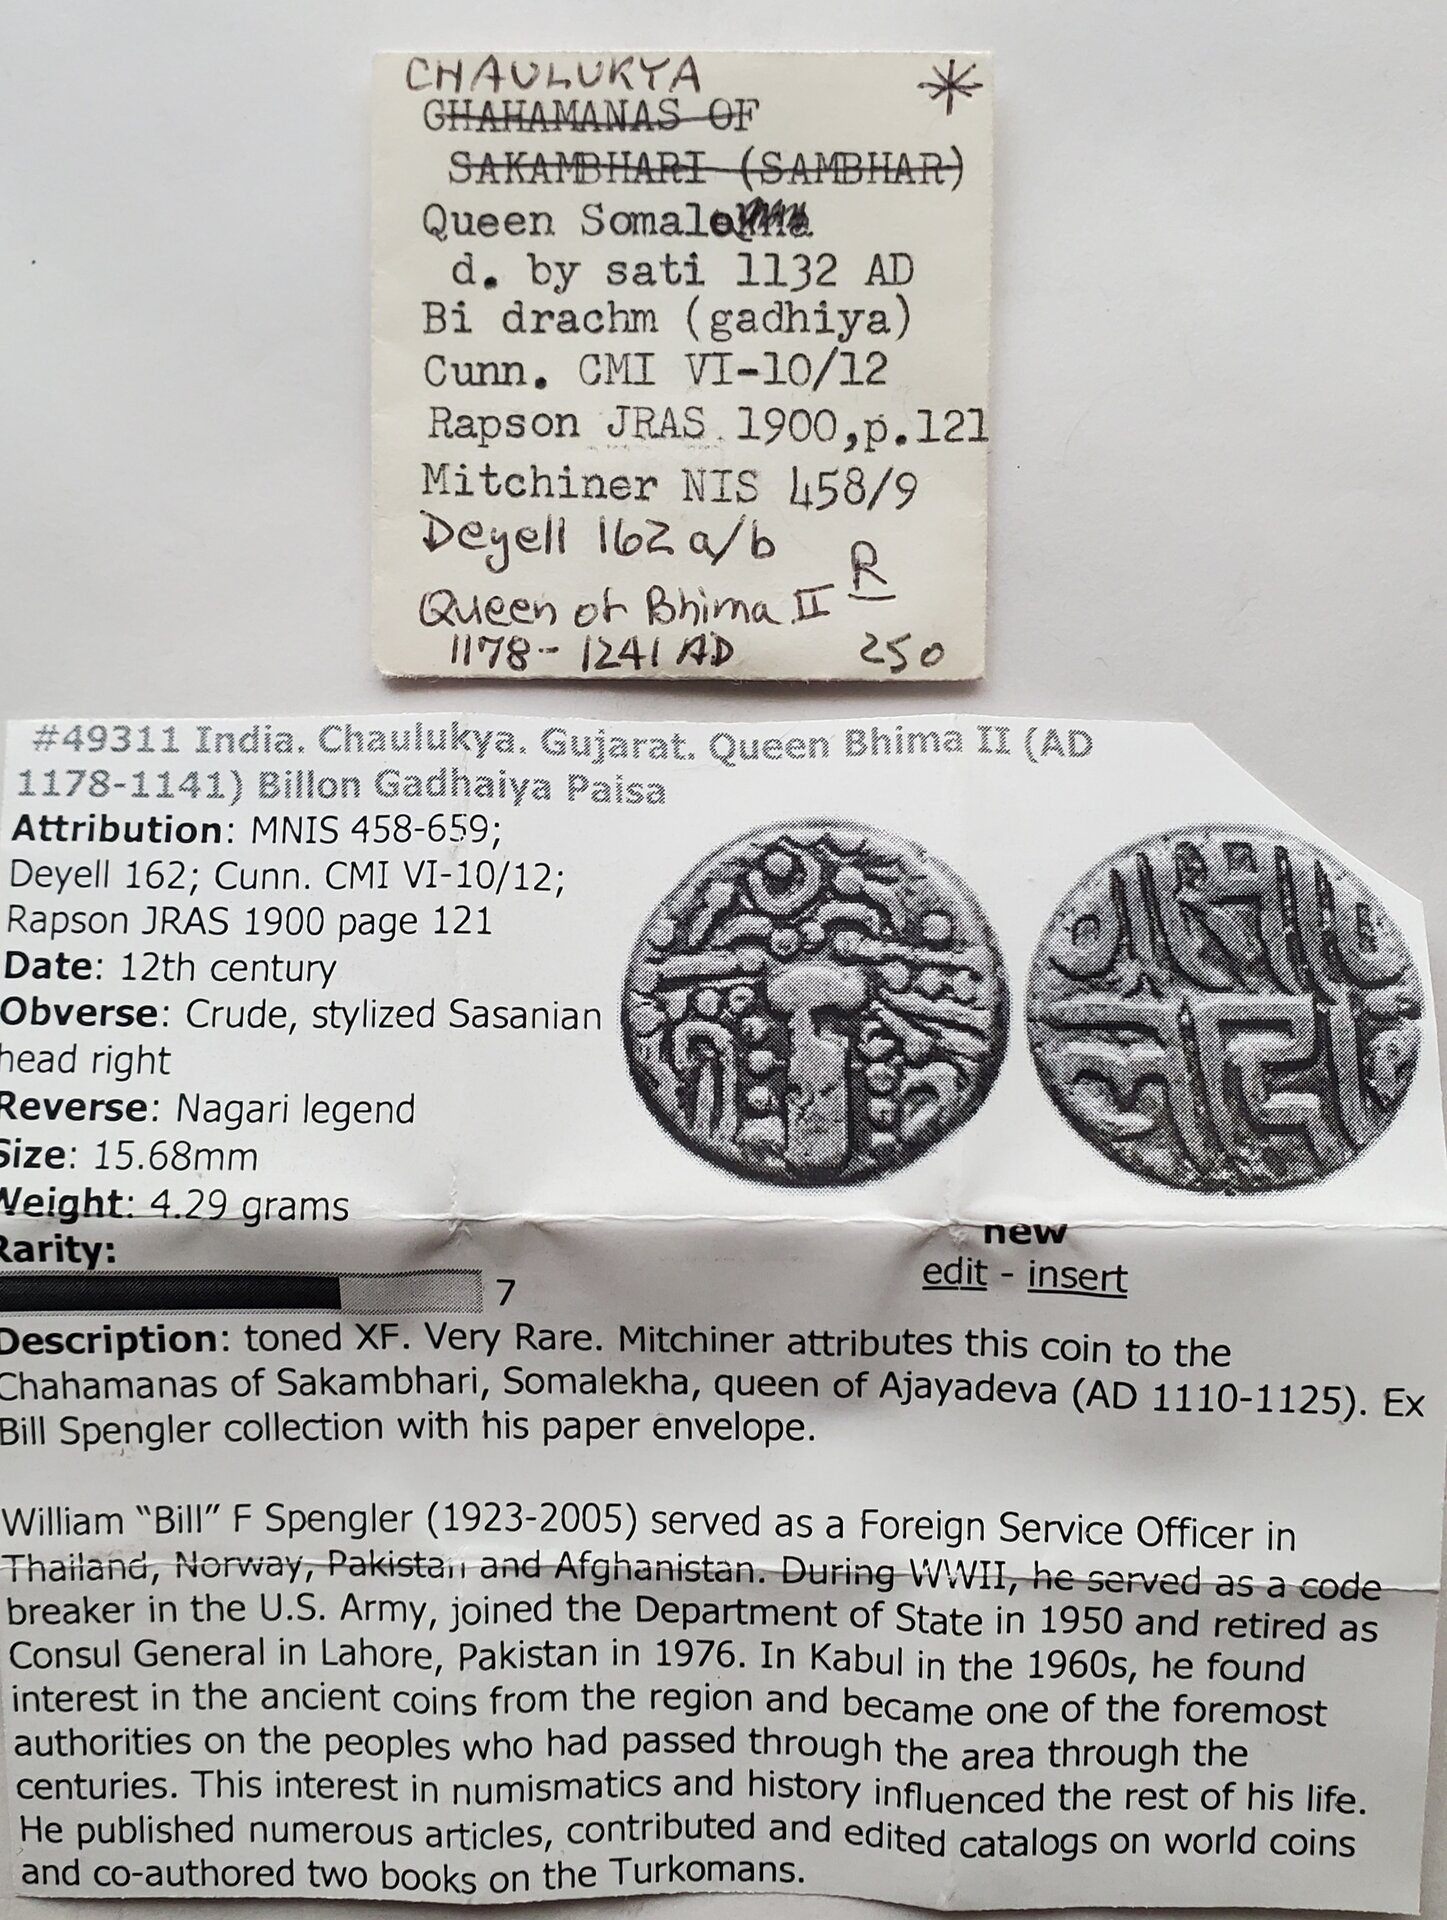 CHAULUKYA
GHAHAMANAS OF
SAKAMBHARI (SAMBHAR)
Queen Somale
d. by sati 1132 AD
Bi drachm (gadhiya)
Cunn. CMI VI-10/12
Rapson JRAS 1900,p.121
Mitchiner NIS 458/9
Deyell 162 a/b
R
Queen of Bhima II
1178- 1241 AD 250
#49311 India. Chaulukya. Gujarat. Queen Bhima II (AD
1178-1141) Billon Gadhaiya Paisa
Attribution: MNIS 458-659;
Deyell 162; Cunn. CMI VI-10/12;
Rapson JRAS 1900 page 121
Date: 12th century
Obverse: Crude, stylized Sasanian
head right
Reverse: Nagari legend
Size: 15.68mm
Weight: 4.29 grams
Rarity:
7
new
edit - insert
Description: toned XF. Very Rare. Mitchiner attributes this coin to the
Chahamanas of Sakambhari, Somalekha, queen of Ajayadeva (AD 1110-1125). Ex
Bill Spengler collection with his paper envelope.
William “Bill” F Spengler (1923-2005) served as a Foreign Service Officer in
Thailand, Norway, Pakistan and Afghanistan. During WWII, he served as a code
breaker in the U.S. Army, joined the Department of State in 1950 and retired as
Consul General in Lahore, Pakistan in 1976. In Kabul in the 1960s, he found
interest in the ancient coins from the region and became one of the foremost
authorities on the peoples who had passed through the area through the
centuries. This interest in numismatics and history influenced the rest of his life.
He published numerous articles, contributed and edited catalogs on world coins
and co-authored two books on the Turkomans.